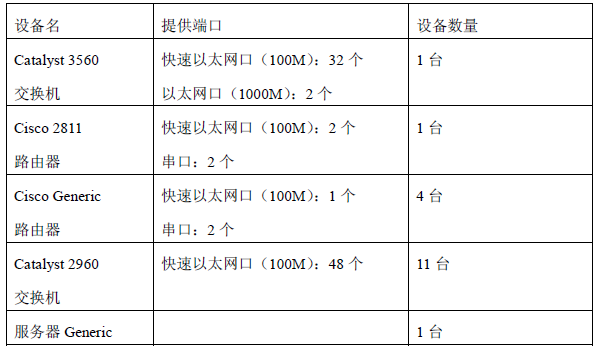 设备名 提供端口 设备数量
Catalyst 3560 快速以太网口（100M）：32 个 1 台
交换机 以太网口（1000M）：2 个
Cisco 2811 快速以太网口（100M）：2 个 1 台
路由器 串口：2 个
Cisco Generic 快速以太网口（100M）：1 个 4 台
路由器 串口：2 个
Catalyst 2960 快速以太网口（100M）：48 个 11 台
交换机
服务器 Generic 1 台